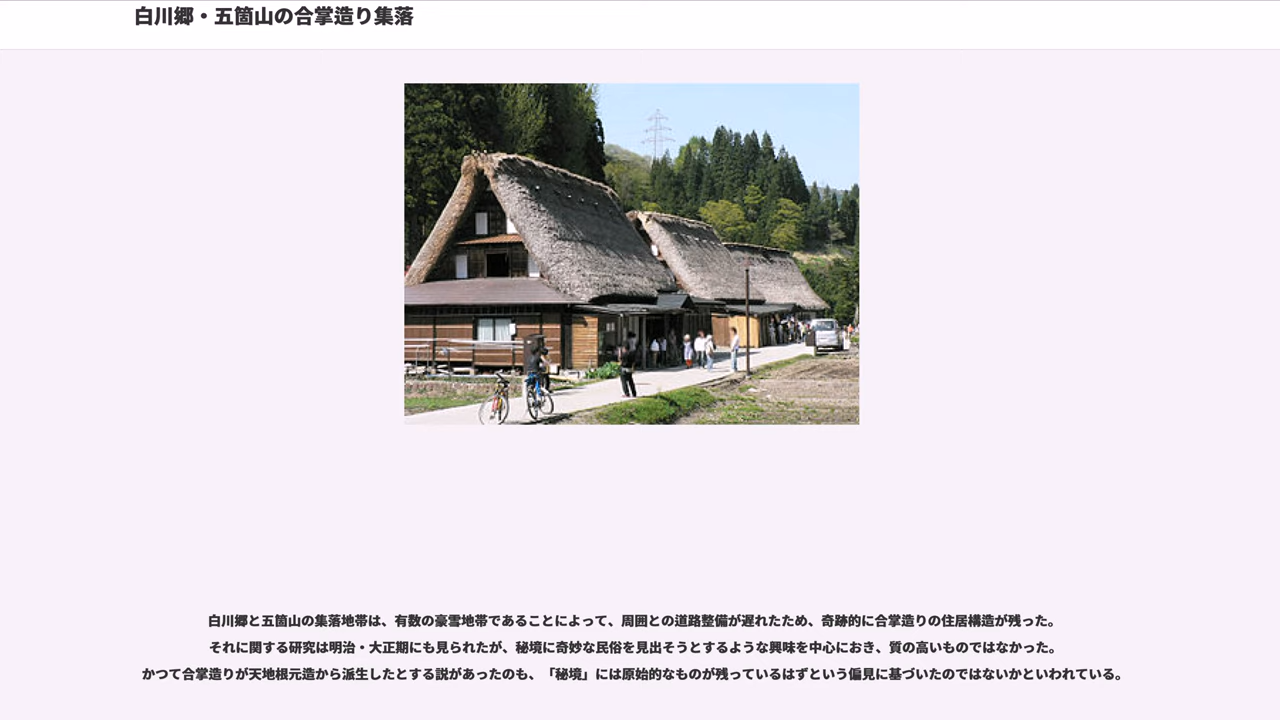 白川郷・五箇山の合掌造り集落
白川郷と五箇山の集落地帯は、有数の豪雪地帯であることによって、周囲との道路整備が遅れたため、奇跡的に合掌造りの住居構造が残った。
それに関する研究は明治・大正期にも見られたが、秘境に奇妙な民俗を見出そうとするような興味を中心におき、質の高いものではなかった。
かつて合掌造りが天地根元造から派生したとする説があったのも、「秘境」には原始的なものが残っているはずという偏見に基づいたのではないかといわれている。